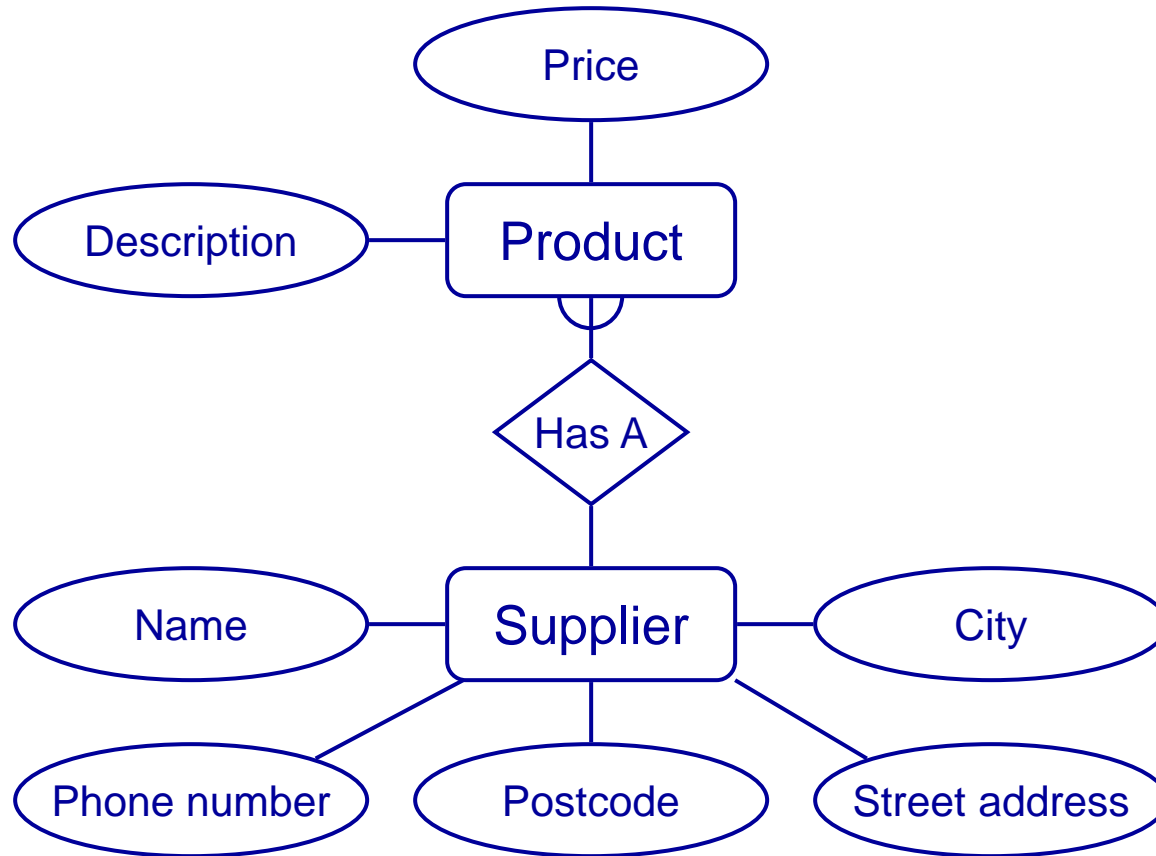 Price
Description
Product
Has A
Name
Supplier
City
Phone number
Postcode
Street address